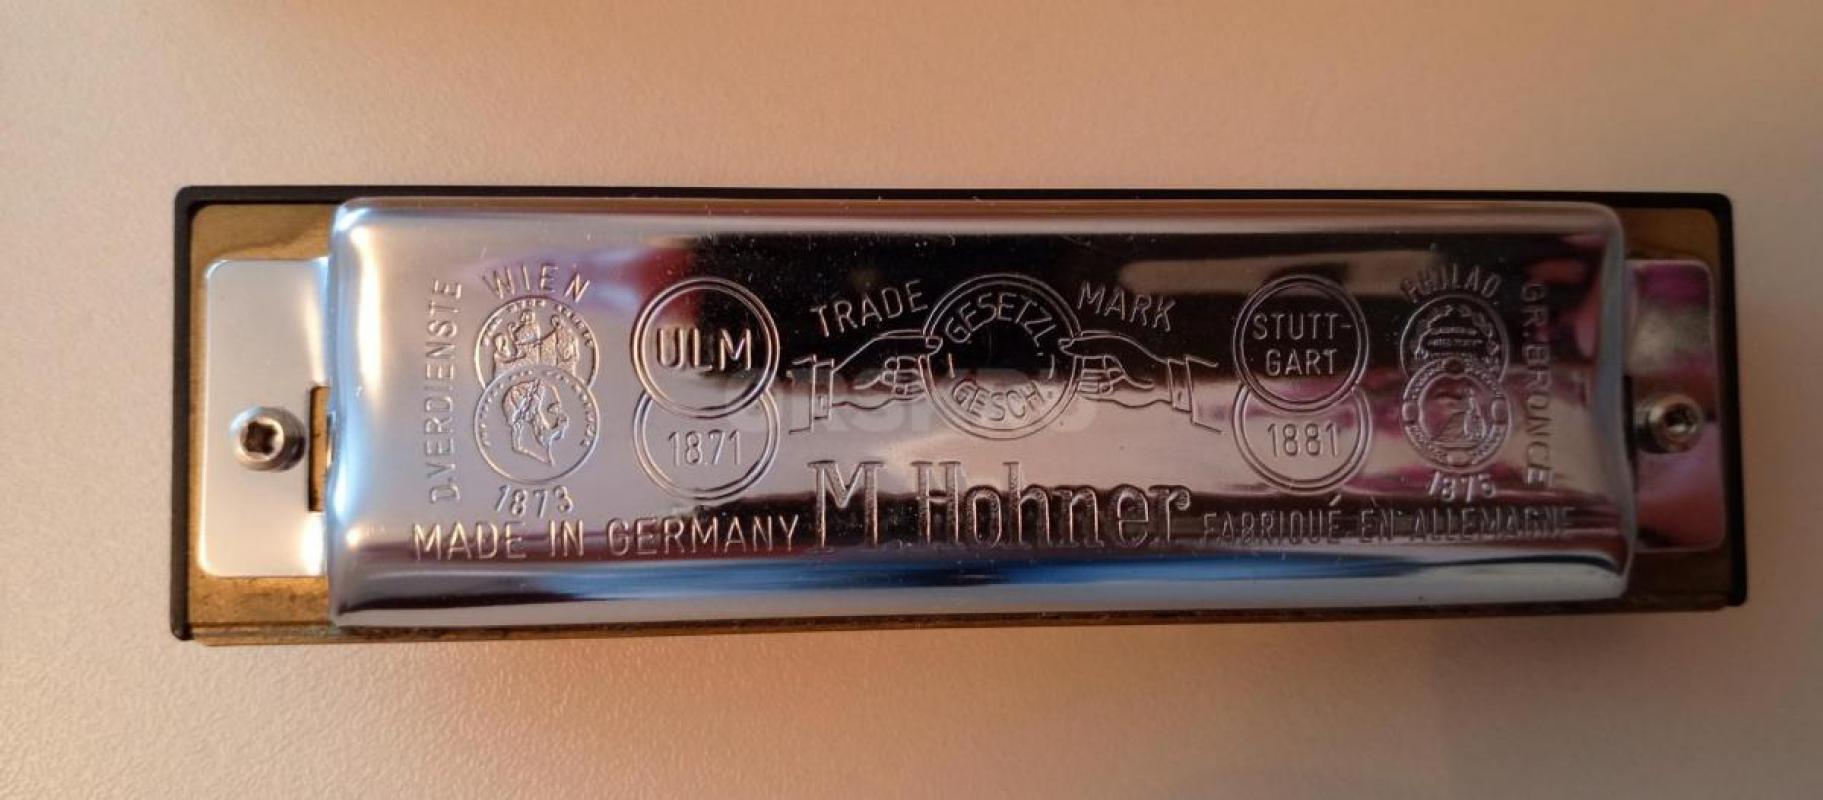 D.VERDIENSTE
WIEN
1873
ULM
1871
TRADE MARK
GESETZL.
GESCH.
STUTT-
GART
1881
PHILAD.
GR.BRONCE
MADE IN GERMANY
M. Hohner
FABRIQUÉ EN ALLEMAGNE